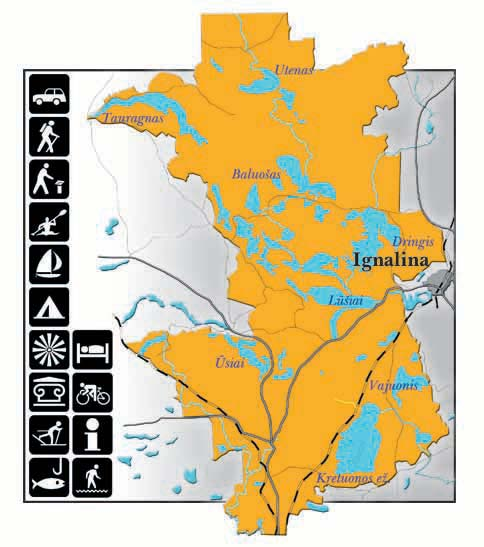 Utenas
Tauragnas
Baluošas
Dringis
Ignalina
Lūšiai
Ūsiai
Vajuonis
Kretuonos ež.